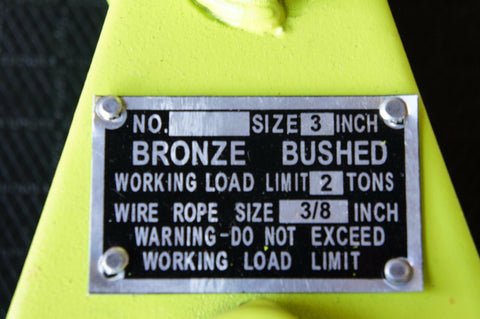 NO. SIZE 3 INCH
BRONZE BUSHED
WORKING LOAD LIMIT 2 TONS
WIRE ROPE SIZE 3/8 INCH
WARNING-DO NOT EXCEED
WORKING LOAD LIMIT